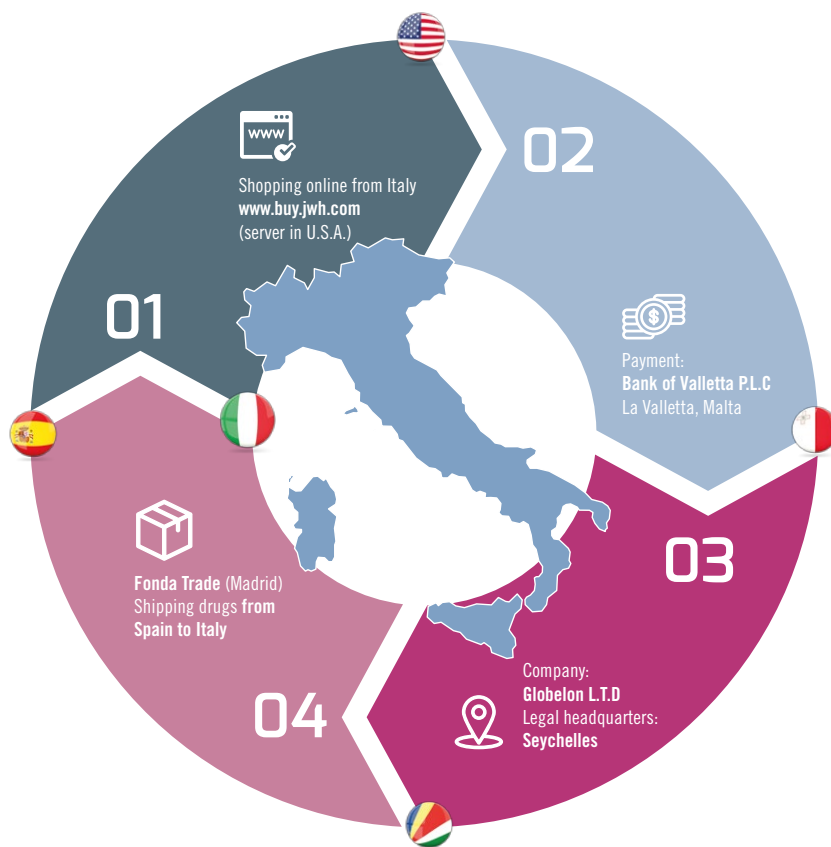 01
www
Shopping online from Italy
www.buy.jwh.com
(server in U.S.A.)
02
Payment:
Bank of Valletta P.L.C
La Valletta, Malta
03
Company:
Globelon L.T.D
Legal headquarters:
Seychelles
04
Fonda Trade (Madrid)
Shipping drugs from
Spain to Italy